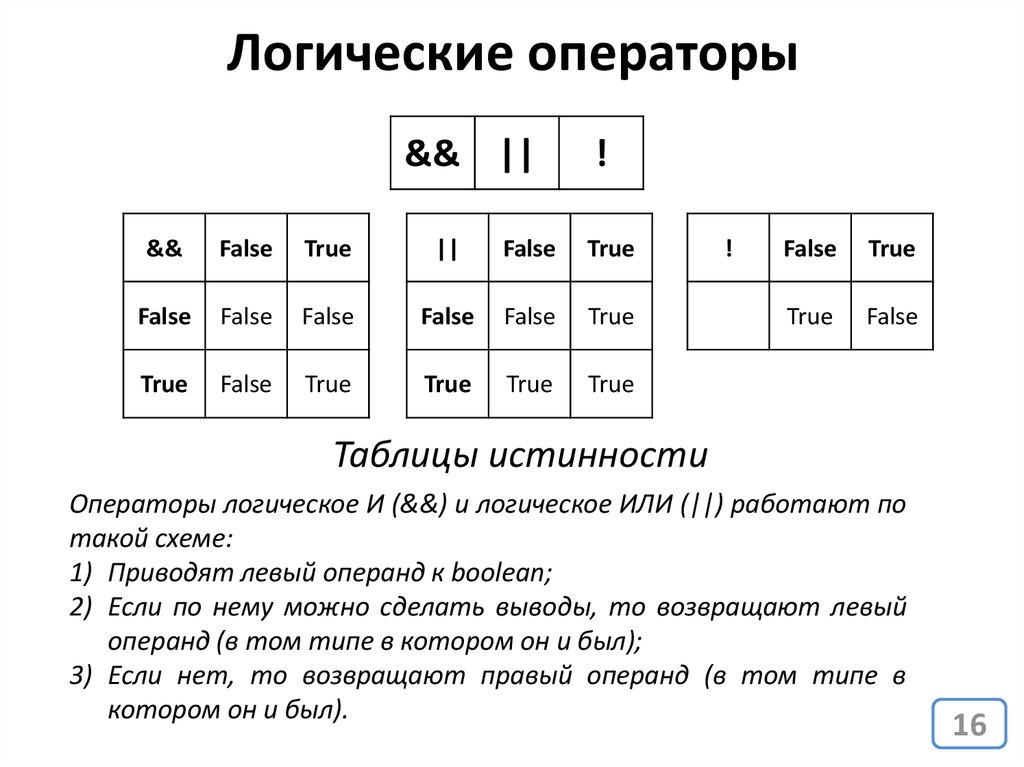 Логические операторы
&& || !
&& False True
False False False
True False True
|| False True
False False True
True True True
! False True
True False
Таблицы истинности
Операторы логическое И (&&) и логическое ИЛИ (||) работают по
такой схеме:
1) Приводят левый операнд к boolean;
2) Если по нему можно сделать выводы, то возвращают левый
операнд (в том типе в котором он и был);
3) Если нет, то возвращают правый операнд (в том типе в
котором он и был).
16